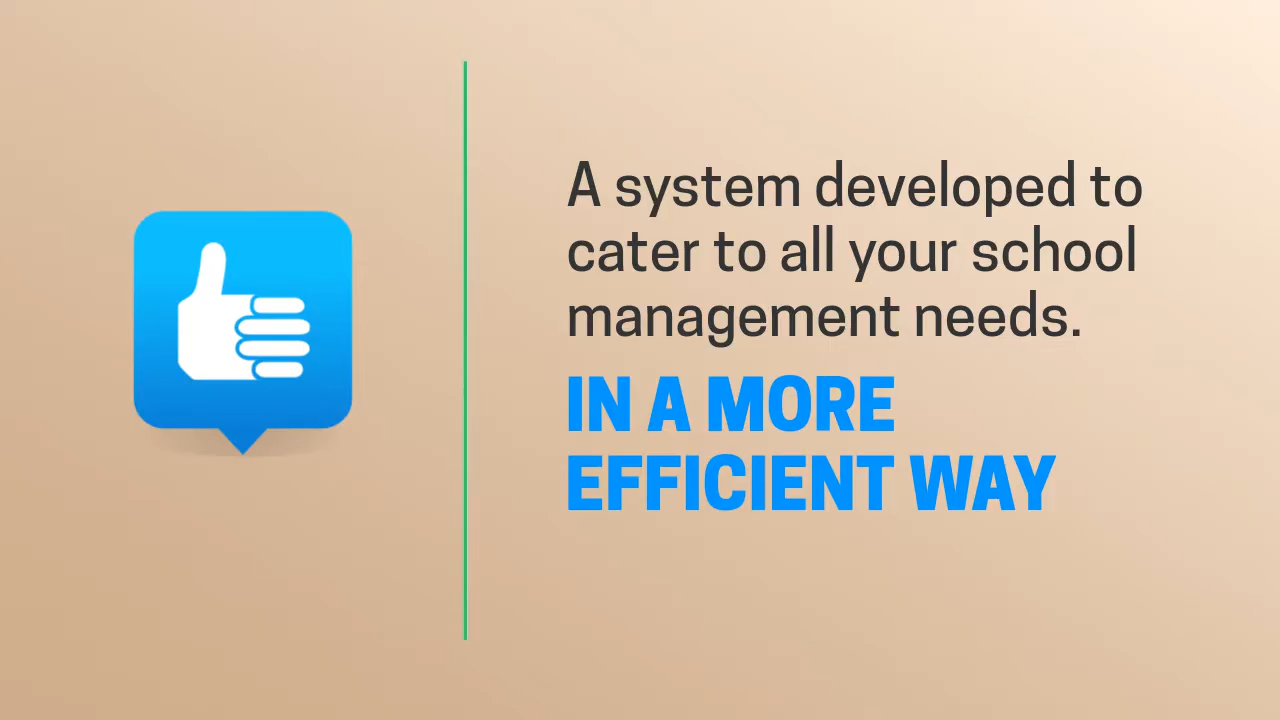 A system developed to
cater to all your school
management needs.
IN A MORE
EFFICIENT WAY